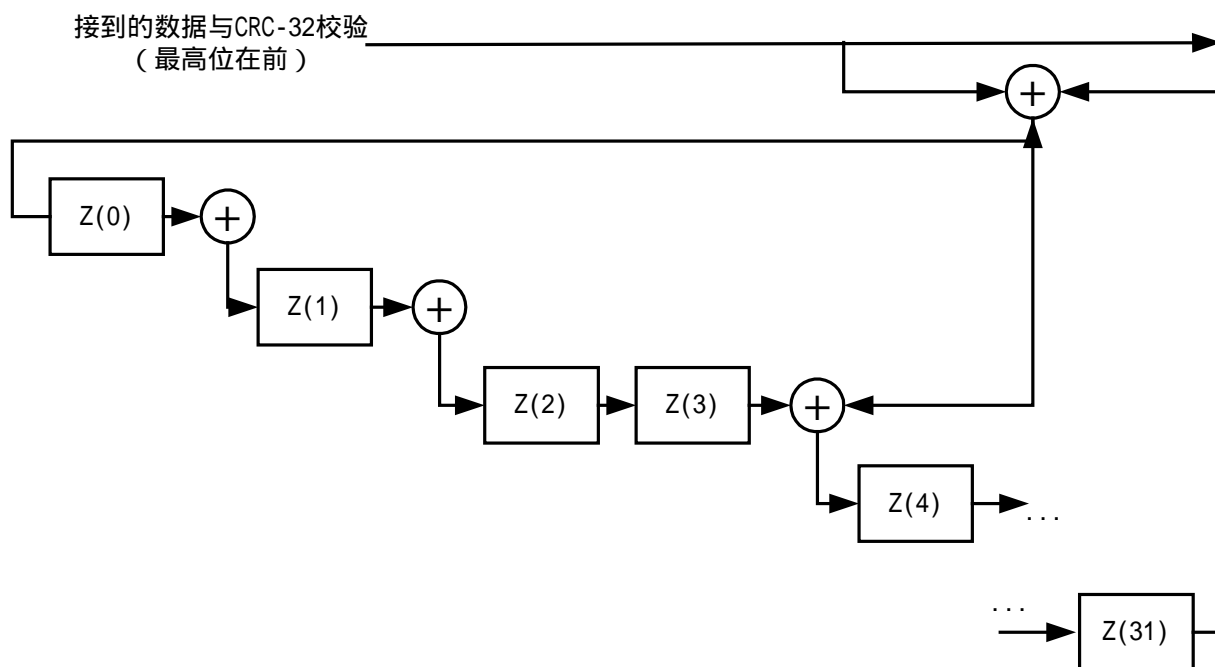 接到的数据与CRC-32校验
（最高位在前）
+
Z(0)
+
Z(1)
+
Z(2)
Z(3)
+
Z(4)
...
...
Z(31)